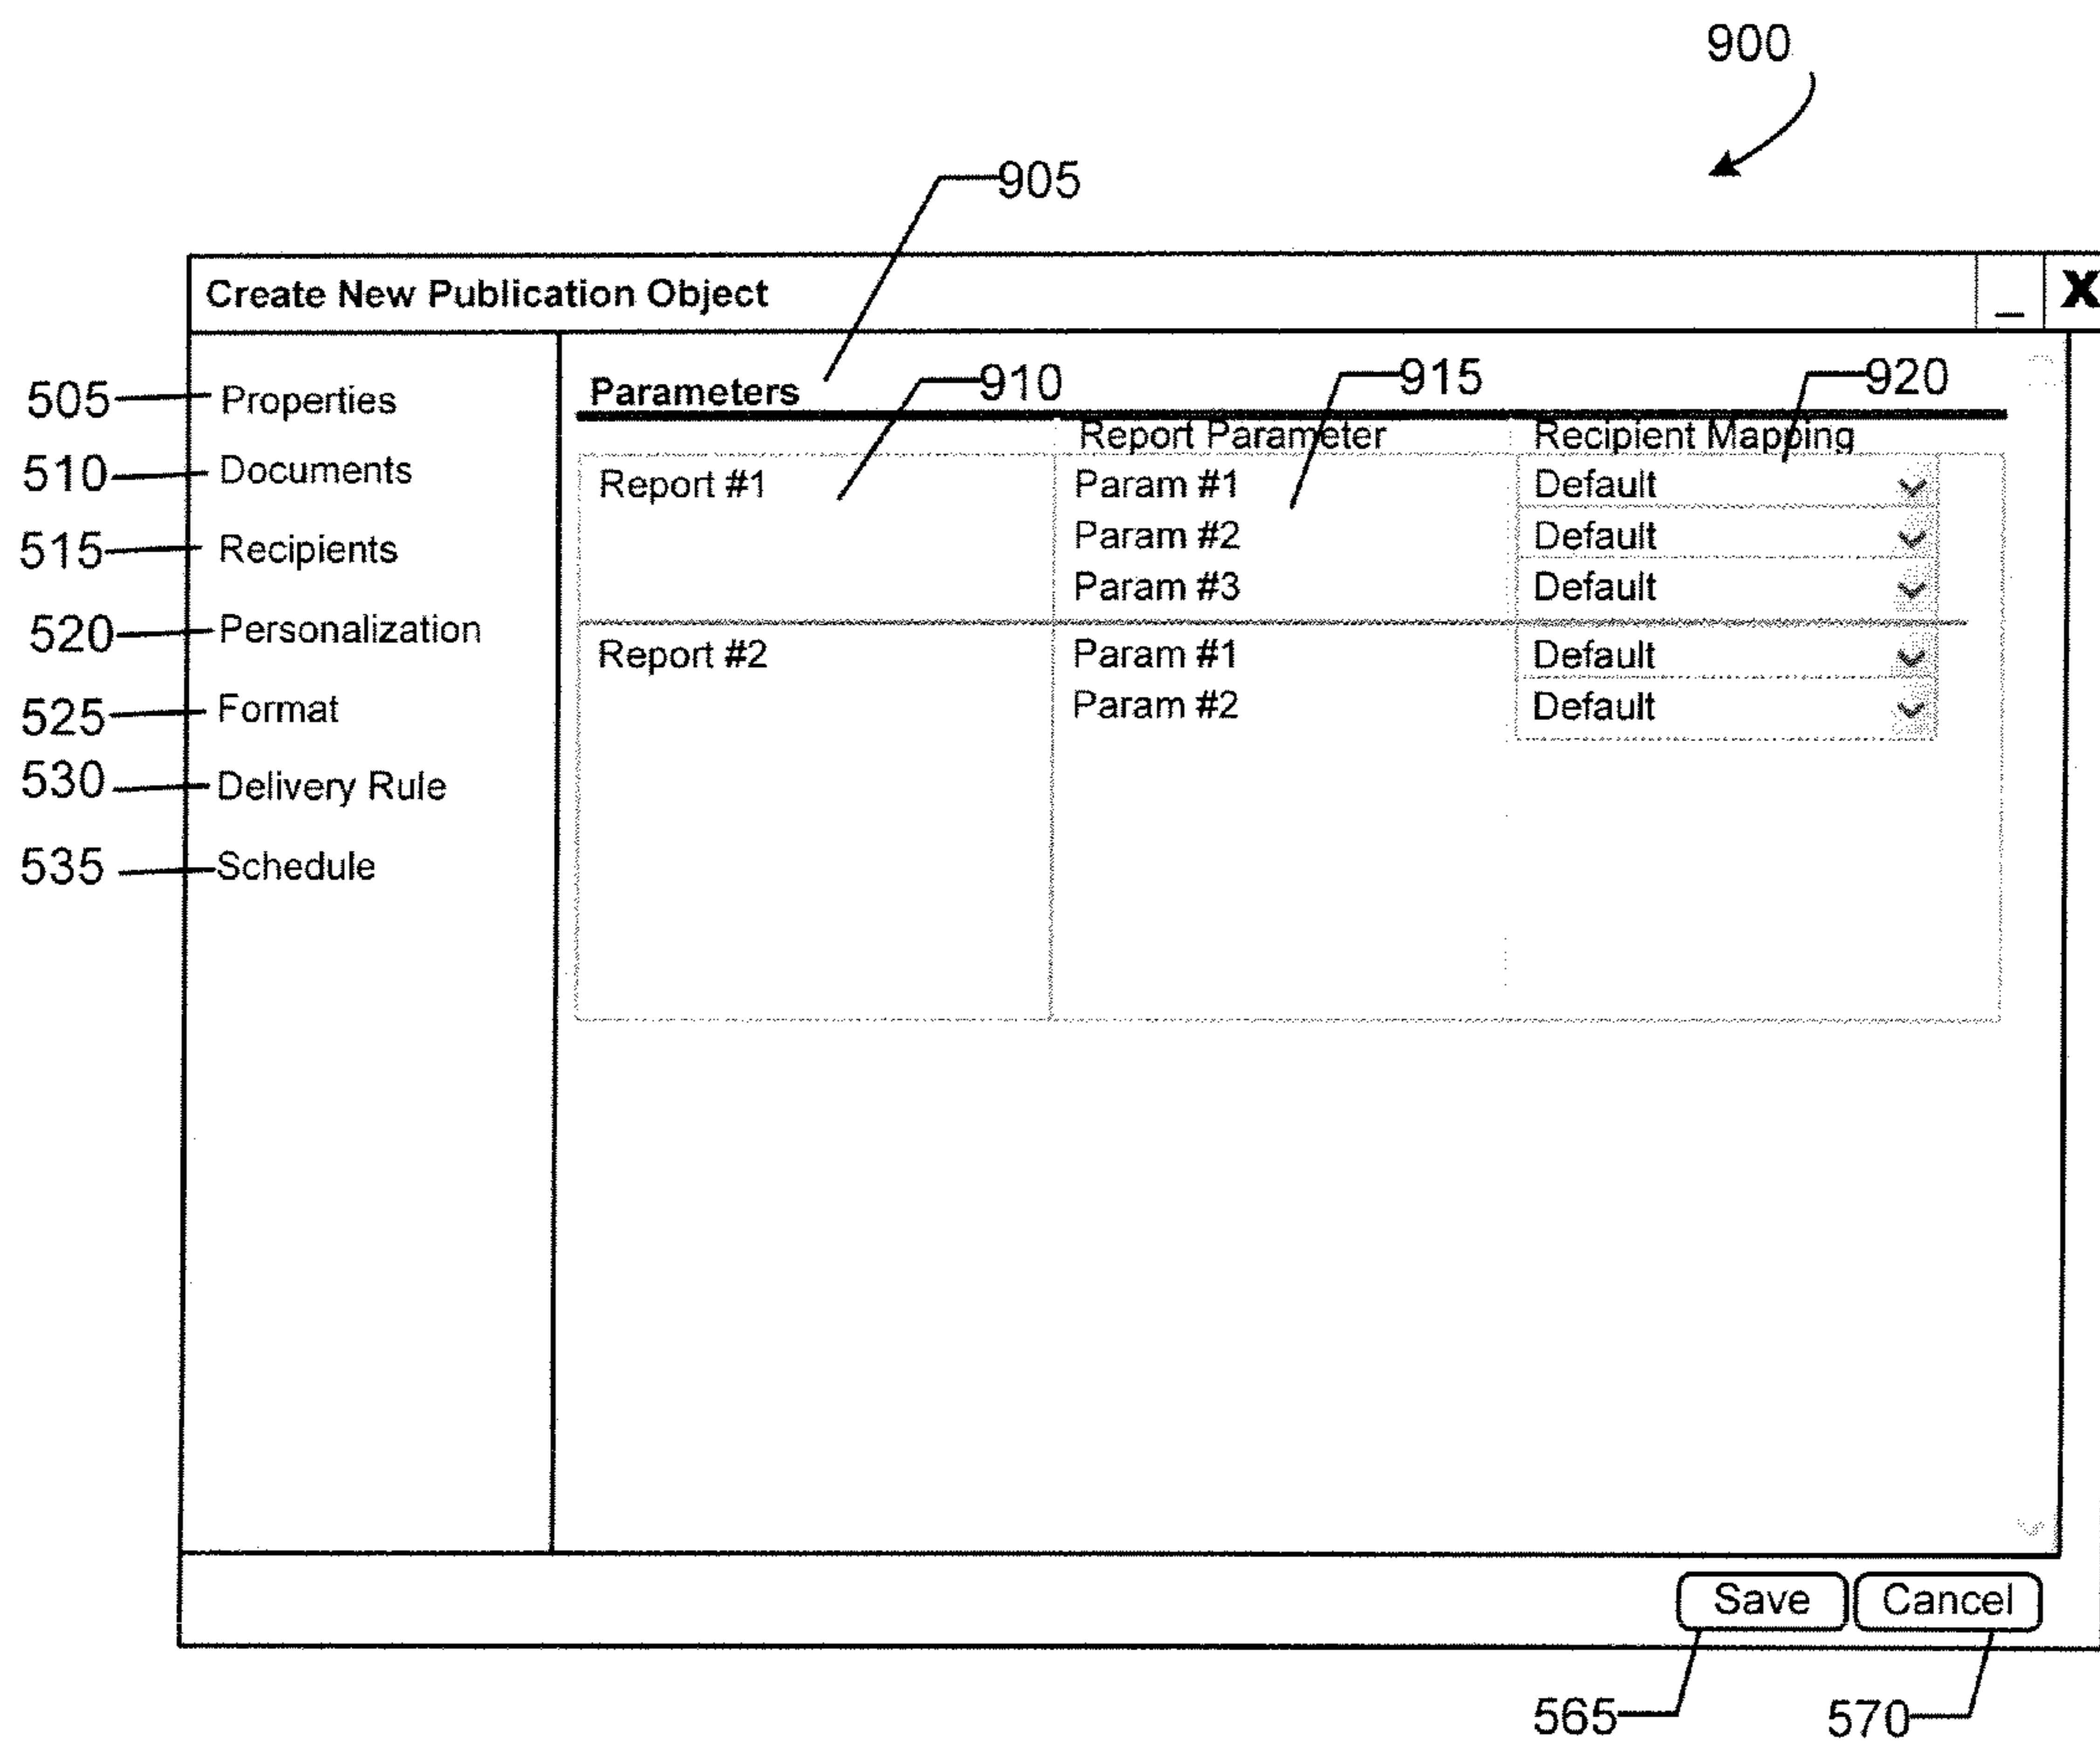 900
905
Create New Publication Object
_ X
505 Properties
510 Documents
515 Recipients
520 Personalization
525 Format
530 Delivery Rule
535 Schedule
Parameters 910 915 920
Report Parameter Recipient Mapping
Report #1 Param #1 Default
Param #2 Default
Param #3 Default
Report #2 Param #1 Default
Param #2 Default
Save Cancel
565 570